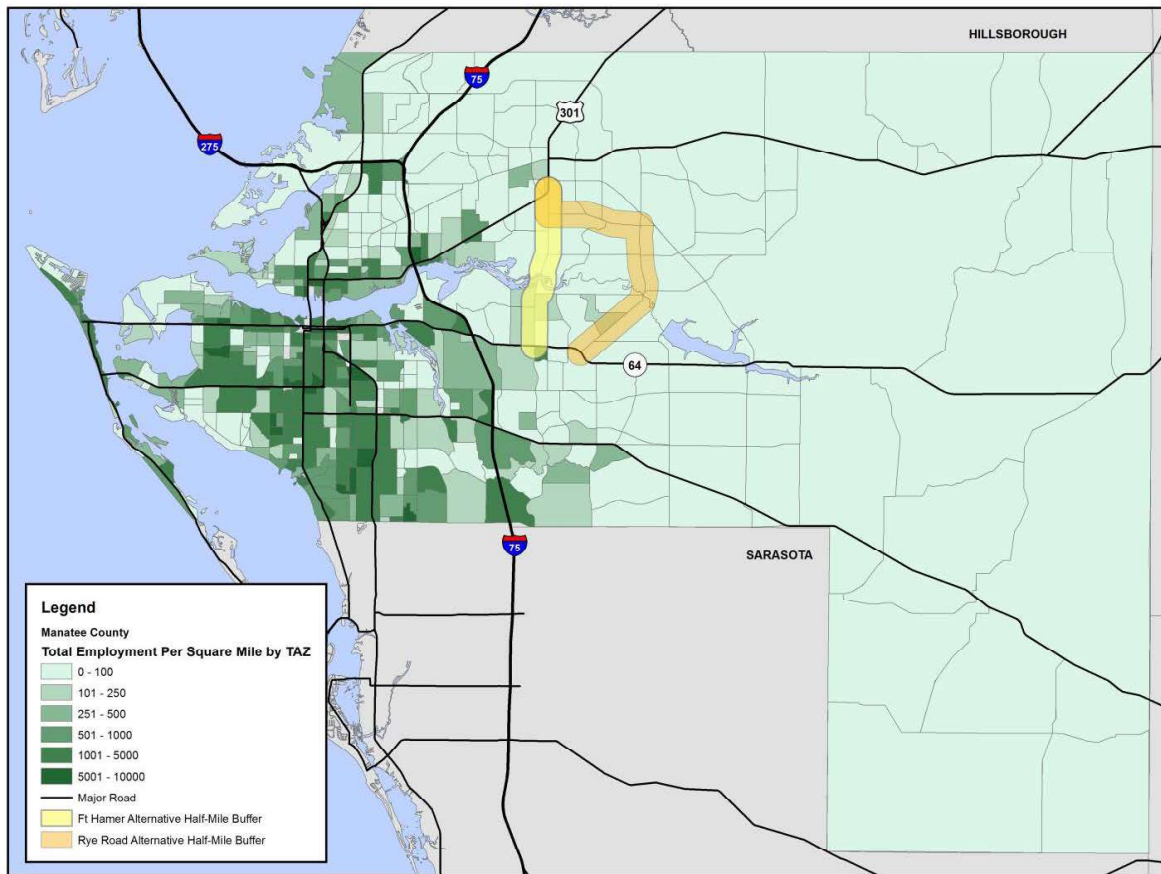 HILLSBOROUGH
75
301
275
64
75
SARASOTA
Legend
Manatee County
Total Employment Per Square Mile by TAZ
0 - 100
101 - 250
251 - 500
501 - 1000
1001 - 5000
5001 - 10000
Major Road
Ft Hamer Alternative Half-Mile Buffer
Rye Road Alternative Half-Mile Buffer